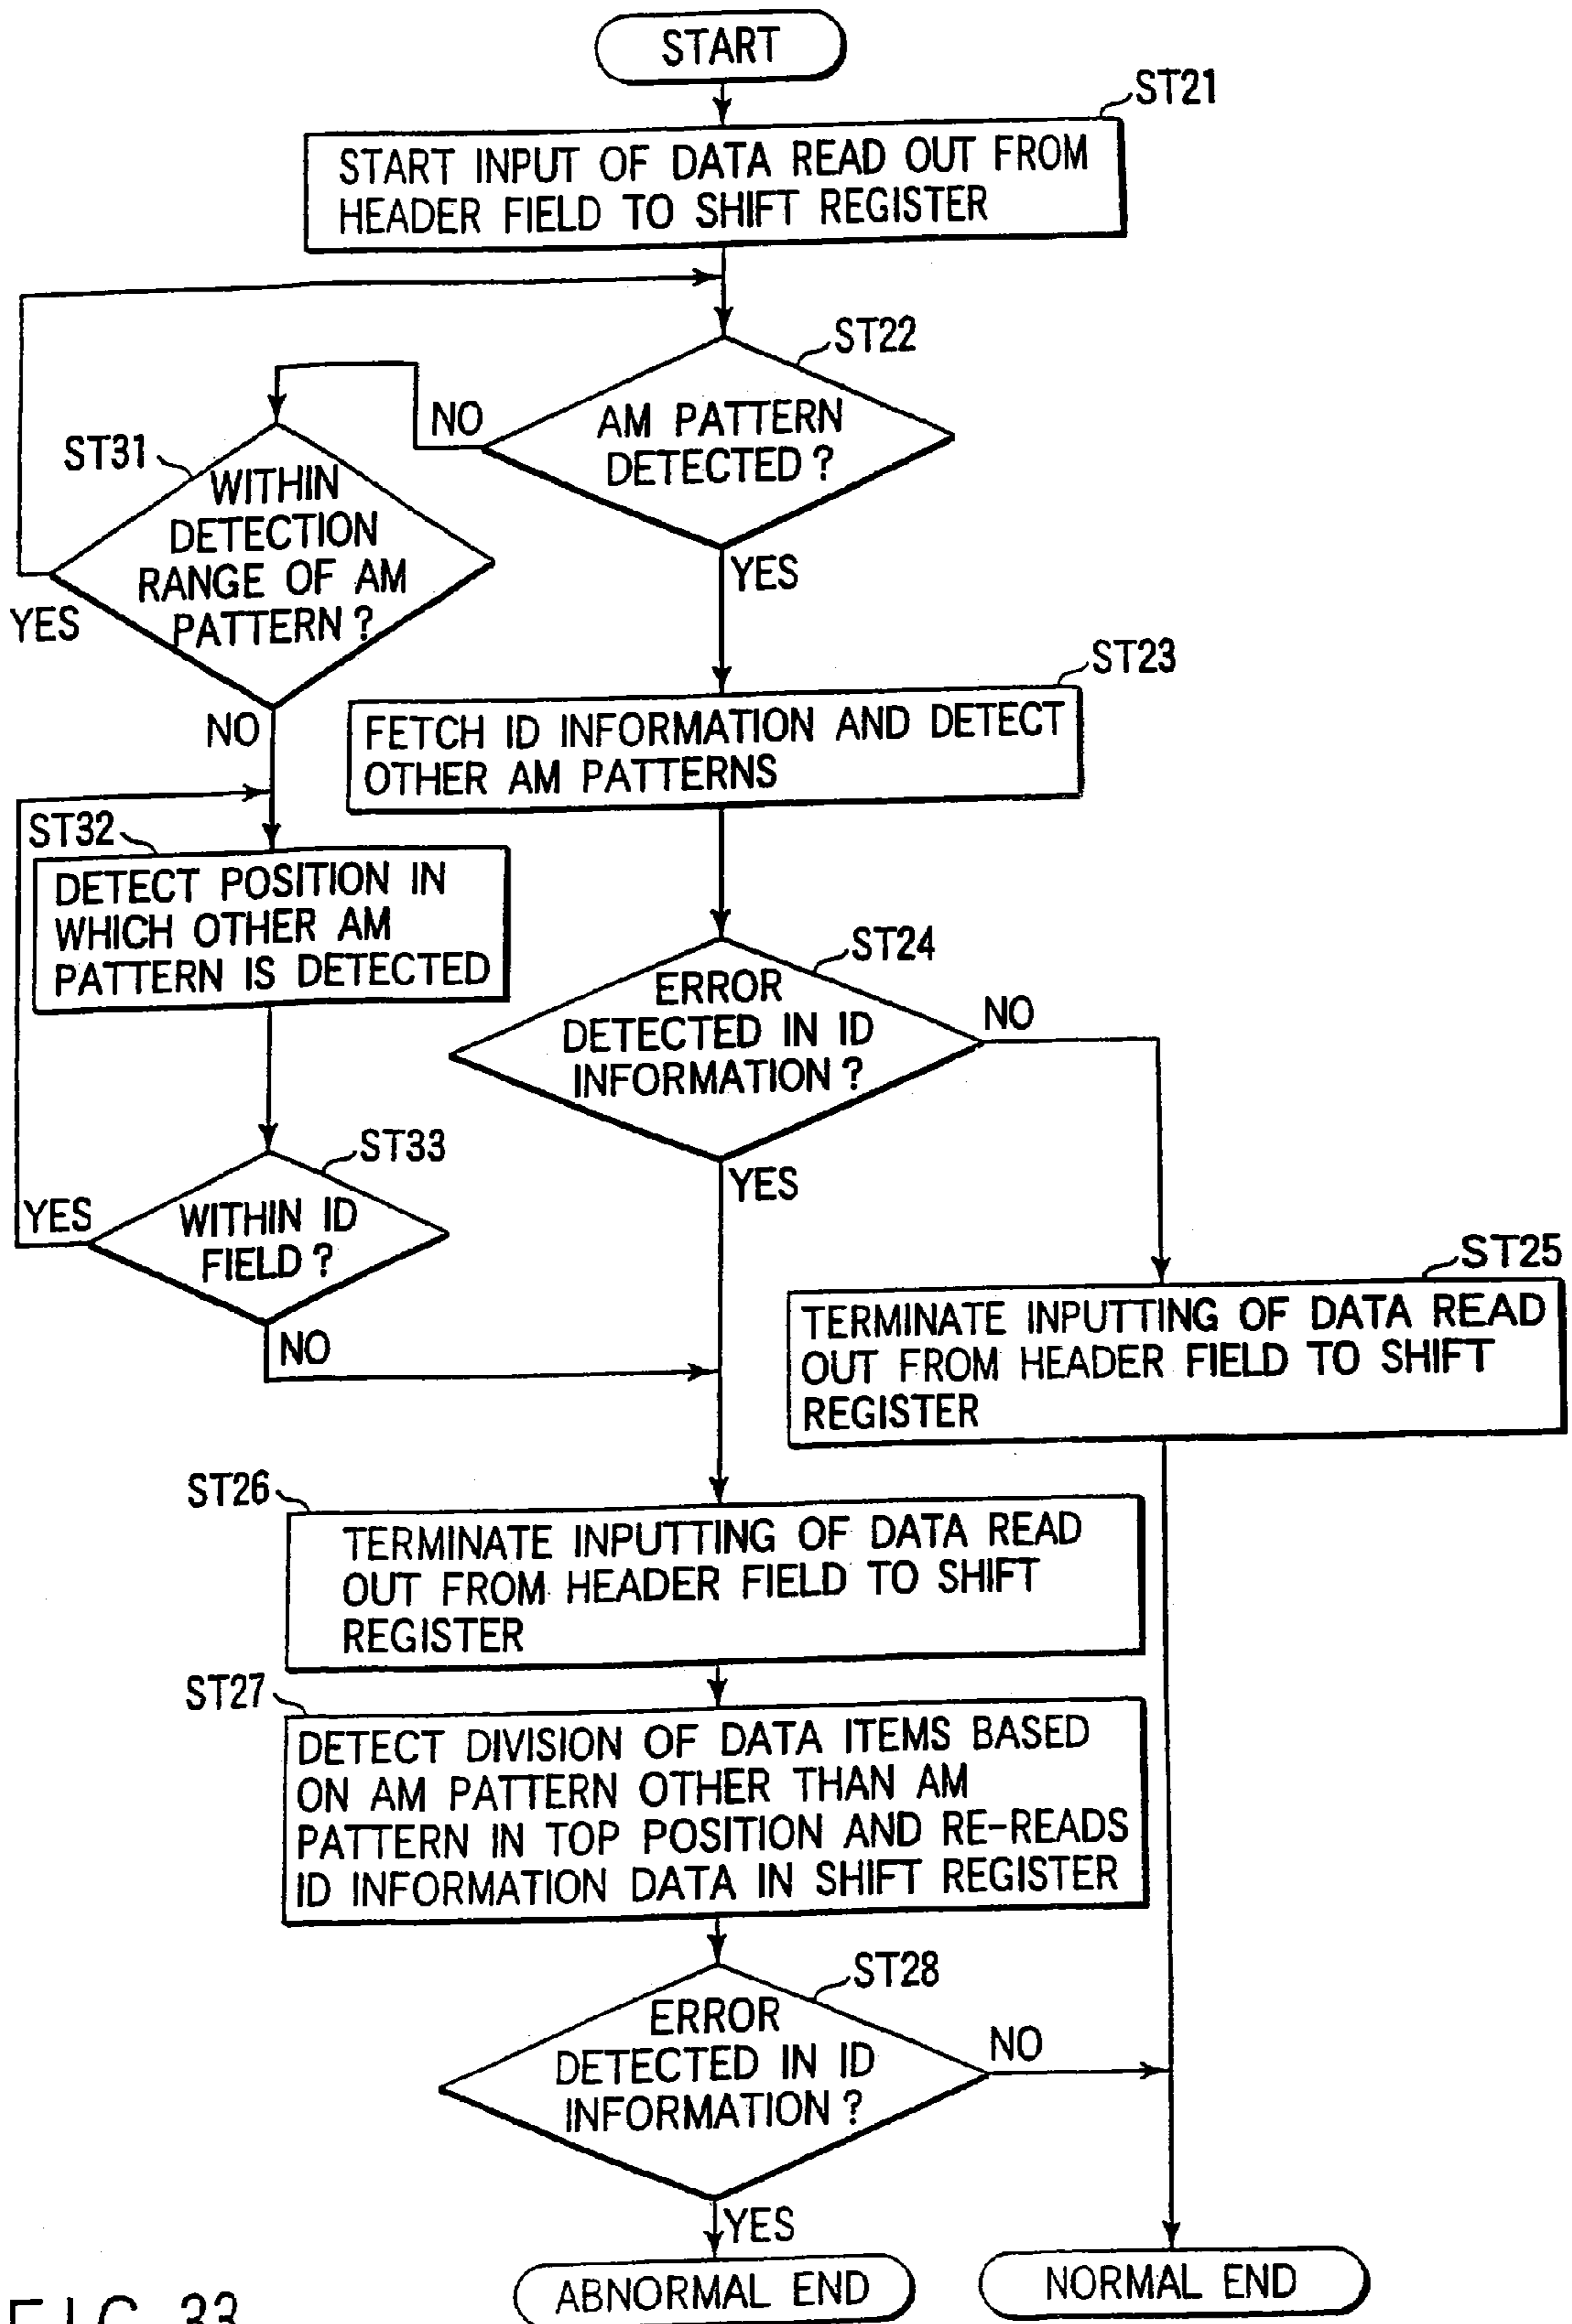 START
ST21
START INPUT OF DATA READ OUT FROM
HEADER FIELD TO SHIFT REGISTER
ST22
AM PATTERN
DETECTED?
NO
YES
ST31
WITHIN
DETECTION
RANGE OF AM
PATTERN?
YES
NO
ST23
FETCH ID INFORMATION AND DETECT
OTHER AM PATTERNS
ST32
DETECT POSITION IN
WHICH OTHER AM
PATTERN IS DETECTED
ST24
ERROR
DETECTED IN ID
INFORMATION?
NO
YES
ST33
WITHIN ID
FIELD?
YES
NO
ST25
TERMINATE INPUTTING OF DATA READ
OUT FROM HEADER FIELD TO SHIFT
REGISTER
ST26
TERMINATE INPUTTING OF DATA READ
OUT FROM HEADER FIELD TO SHIFT
REGISTER
ST27
DETECT DIVISION OF DATA ITEMS BASED
ON AM PATTERN OTHER THAN AM
PATTERN IN TOP POSITION AND RE-READS
ID INFORMATION DATA IN SHIFT REGISTER
ST28
ERROR
DETECTED IN ID
INFORMATION?
NO
YES
ABNORMAL END
NORMAL END
FIG. 33